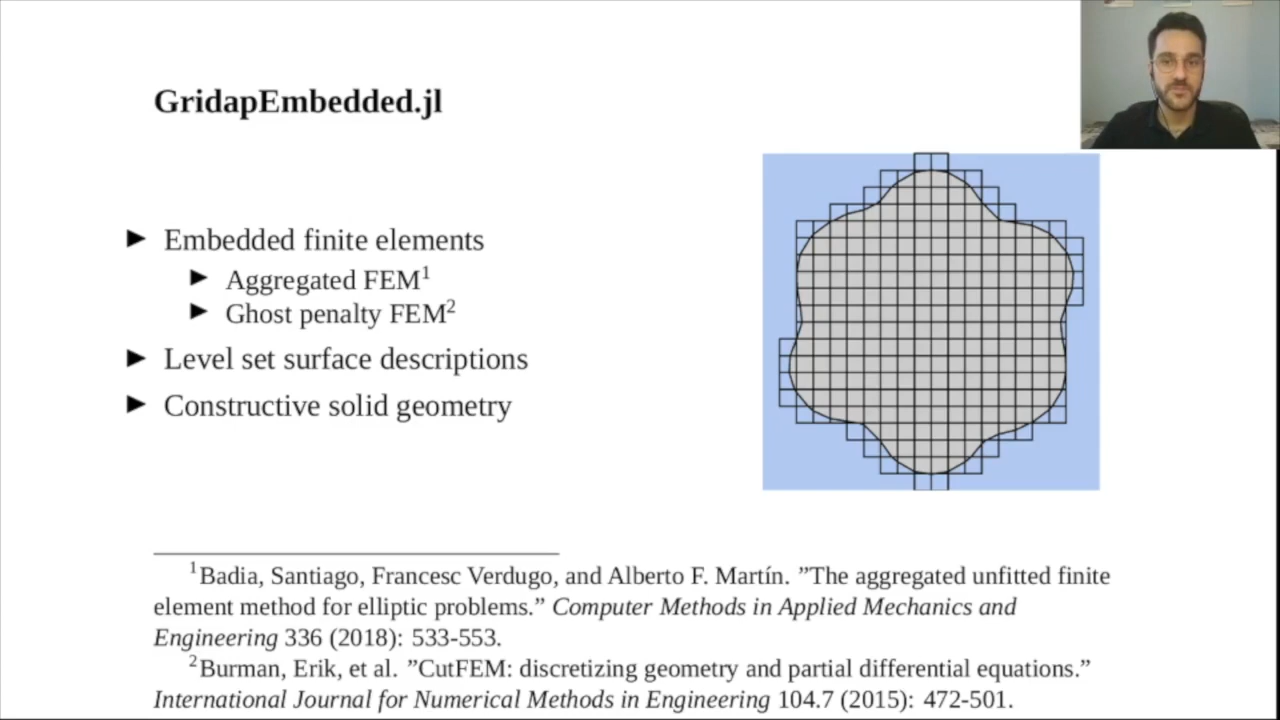 GridapEmbedded.jl
▶ Embedded finite elements
▶ Aggregated FEM¹
▶ Ghost penalty FEM²
▶ Level set surface descriptions
▶ Constructive solid geometry
¹Badia, Santiago, Francesc Verdugo, and Alberto F. Martín. ”The aggregated unfitted finite
element method for elliptic problems.” Computer Methods in Applied Mechanics and
Engineering 336 (2018): 533-553.
²Burman, Erik, et al. ”CutFEM: discretizing geometry and partial differential equations.”
International Journal for Numerical Methods in Engineering 104.7 (2015): 472-501.